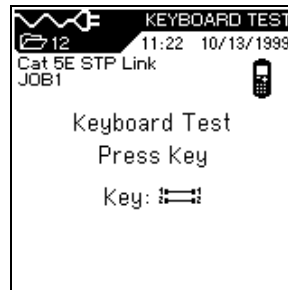 KEYBOARD TEST
12 11:22 10/13/1999
Cat 5E STP Link
JOB1
Keyboard Test
Press Key
Key: